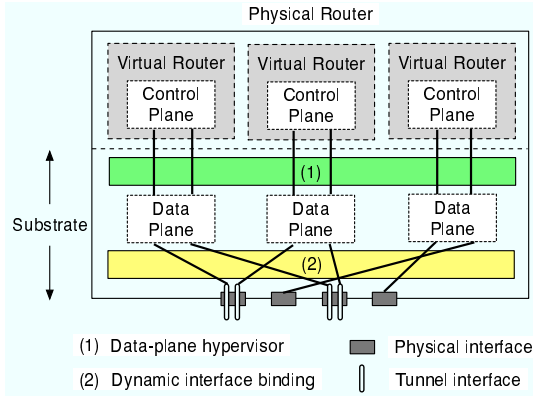 Physical Router
Virtual Router
Virtual Router
Virtual Router
Control
Plane
Control
Plane
Control
Plane
(1)
Substrate
Data
Plane
Data
Plane
Data
Plane
(2)
(1) Data-plane hypervisor
Physical interface
(2) Dynamic interface binding
Tunnel interface